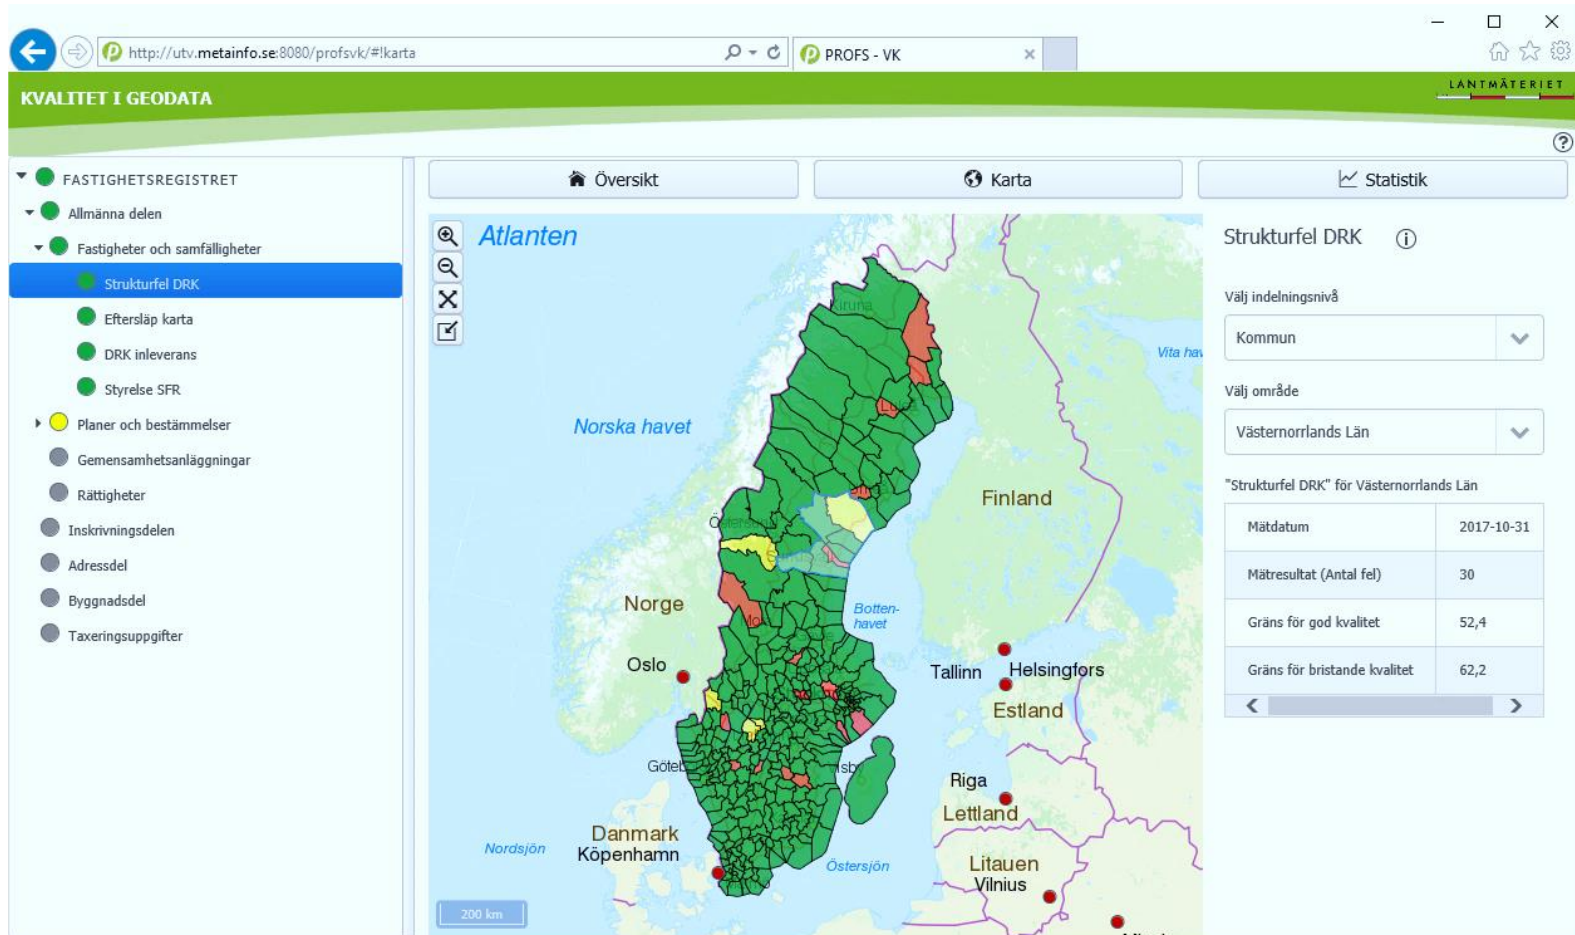 http://utv.metainfo.se:8080/profsvk/#!karta
PROFS - VK
KVALITET I GEODATA
LANTMÄTERIET
FASTIGHETSREGISTRET
Allmänna delen
Fastigheter och samfälligheter
Strukturfel DRK
Eftersläp karta
DRK inleverans
Styrelse SFR
Planer och bestämmelser
Gemensamhetsanläggningar
Rättigheter
Inskrivningsdelen
Adressdel
Byggnadsdel
Taxeringsuppgifter
Översikt
Karta
Statistik
Atlanten
Kiruna
Vita hav
Norska havet
Finland
Norge
Botten-
havet
Oslo
Tallinn
Helsingfors
Estland
Göteb
Visby
Riga
Lettland
Danmark
Köpenhamn
Nordsjön
Östersjön
Litauen
Vilnius
200 km
Strukturfel DRK
Välj indelningsnivå
Kommun
Välj område
Västernorrlands Län
"Strukturfel DRK" för Västernorrlands Län
Mätdatum 2017-10-31
Mätresultat (Antal fel) 30
Gräns för god kvalitet 52,4
Gräns för bristande kvalitet 62,2